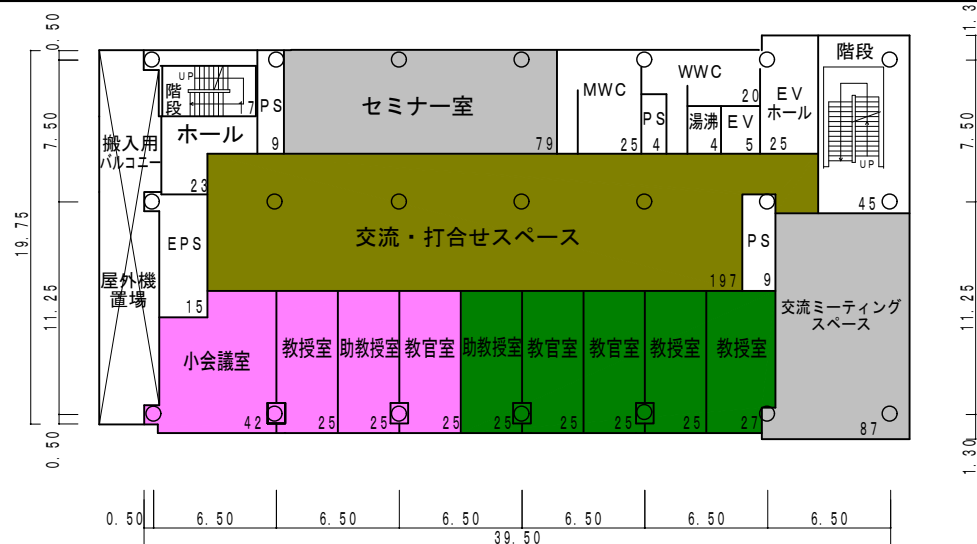 0.50
1.3
階段
UP
階段
17
PS
セミナー室
MWC
WWC
20
EV
ホール
7.50
7.50
搬入用
バルコニー
ホール
9
79
25
PS
4
湯沸
4
EV
5
25
UP
23
45
19.75
EPS
交流・打合せスペース
PS
197
9
屋外機
置場
15
11.25
11.25
交流ミーティング
スペース
小会議室
教授室
助教授室
教官室
助教授室
教官室
教官室
教授室
教授室
42
25
25
25
25
25
25
25
27
87
0.50
1.30
0.50
6.50
6.50
6.50
6.50
6.50
6.50
39.50